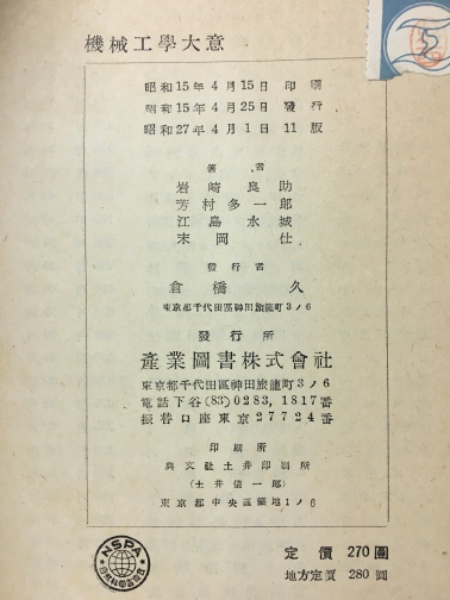 機械工學大意
昭和15年4月15日 印刷
昭和15年4月25日 發行
昭和27年4月1日 11版
著者
岩崎良助
芳村多一郎
江島水城
末岡仕
發行者
倉橋久
東京都千代田區神田旅籠町3ノ6
發行所
產業圖書株式會社
東京都千代田區神田旅籠町3ノ6
電話下谷(83)0283, 1817番
振替口座東京27724番
印刷所
興文社土井印刷所
(土井儀一郎)
東京都中央區築地1ノ6
NSPA
定價 270圓
地方定價 280圓